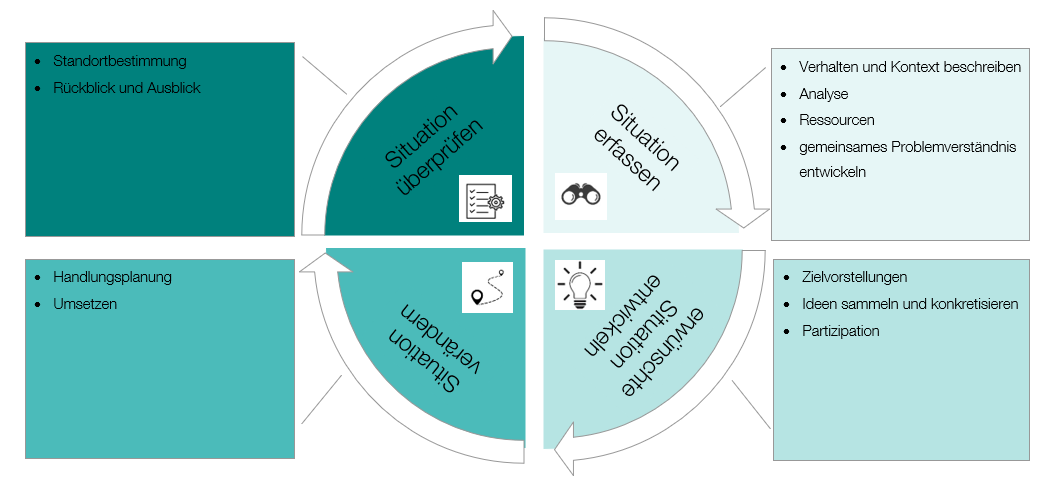 • Standortbestimmung
• Rückblick und Ausblick
Situation
überprüfen
Situation
erfassen
• Verhalten und Kontext beschreiben
• Analyse
• Ressourcen
• gemeinsames Problemverständnis
entwickeln
• Handlungsplanung
• Umsetzen
Situation
verändern
erwünschte
Situation
entwickeln
• Zielvorstellungen
• Ideen sammeln und konkretisieren
• Partizipation